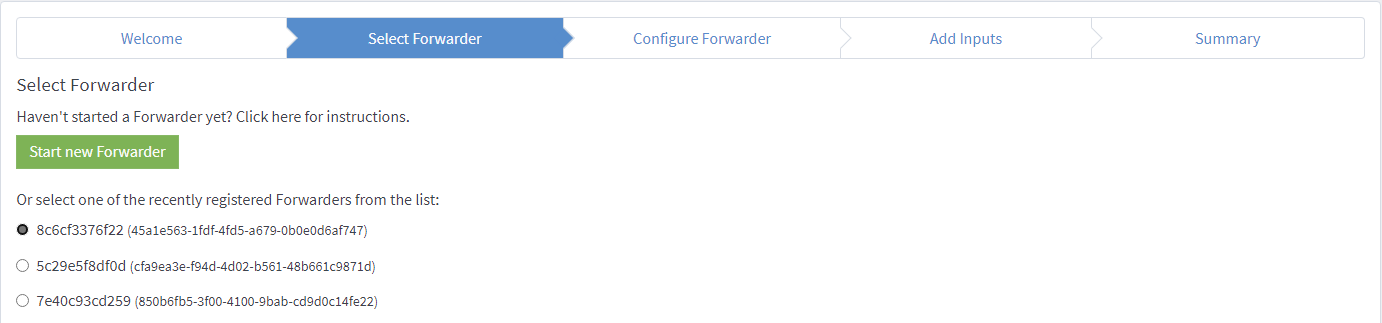 Welcome
Select Forwarder
Configure Forwarder
Add Inputs
Summary
Select Forwarder
Haven't started a Forwarder yet? Click here for instructions.
Start new Forwarder
Or select one of the recently registered Forwarders from the list:
8c6cf3376f22 (45a1e563-1fdf-4fd5-a679-0b0e0d6af747)
5c29e5f8df0d (cfa9ea3e-f94d-4d02-b561-48b661c9871d)
7e40c93cd259 (850b6fb5-3f00-4100-9bab-cd9d0c14fe22)